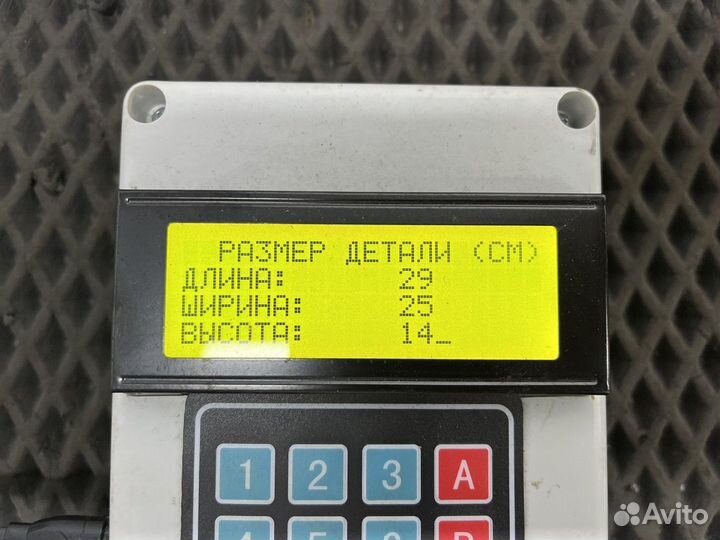 РАЗМЕР ДЕТАЛИ (СМ)
ДЛИНА: 29
ШИРИНА: 25
ВЫСОТА: 14_
1 2 3 A
Avito